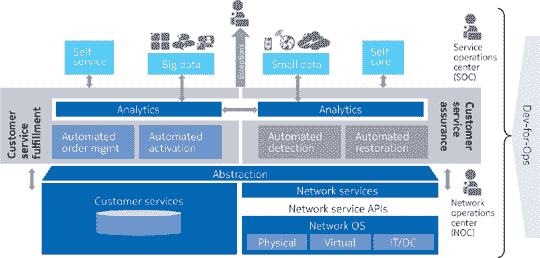 Self
service
Big data
Exceptions
Small data
Self
care
Service operations
center
(SOC)
Customer
service
fulfillment
Analytics
Analytics
Automated
order mgmt
Automated
activation
Automated
detection
Automated
restoration
Customer
service
assurance
Dev-for-Ops
Abstraction
Customer services
Network services
Network service APIs
Network OS
Physical
Virtual
IT/DC
Network
operations
center
(NOC)